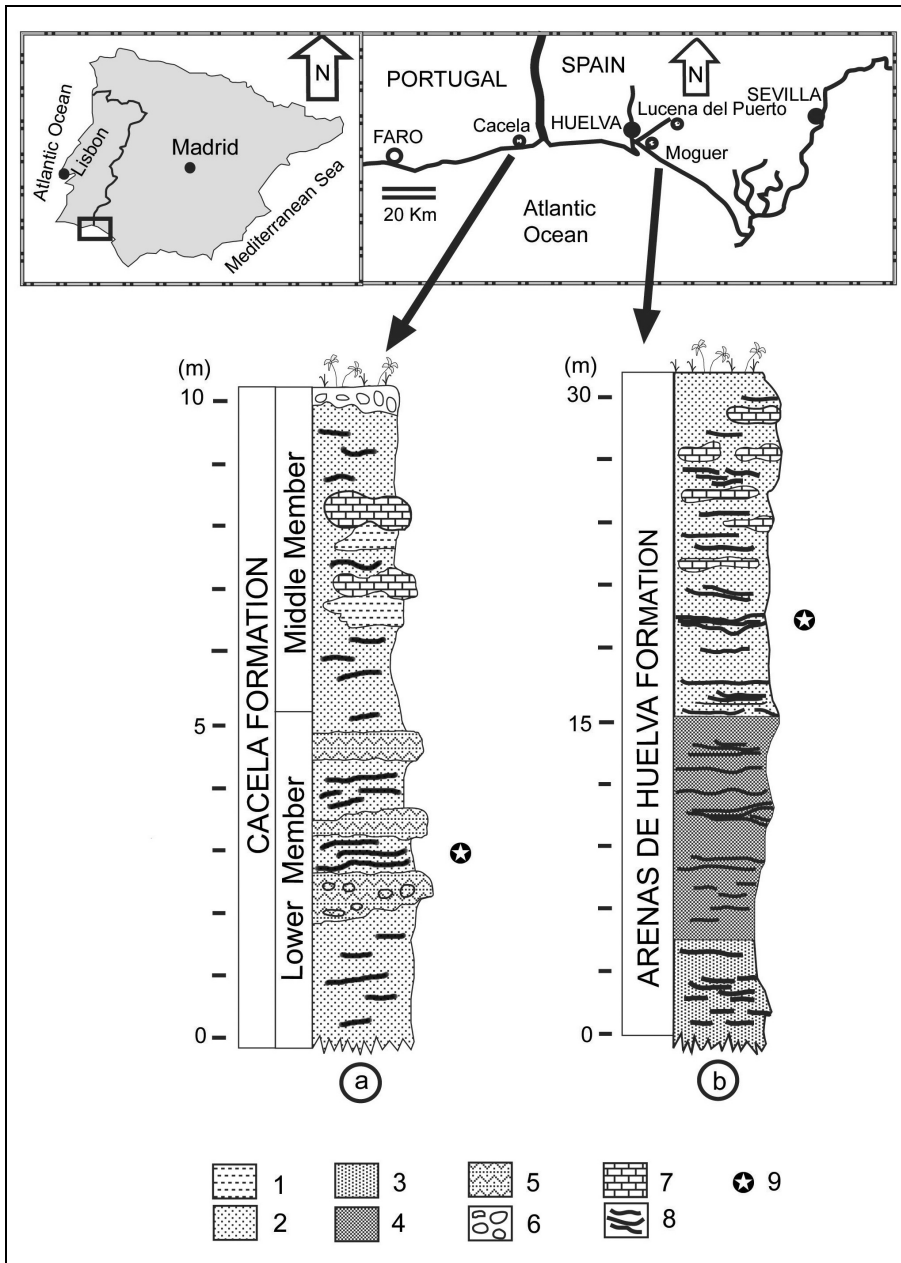 N
Atlantic Ocean
Lisbon
Madrid
Mediterranean Sea
N
PORTUGAL
SPAIN
SEVILLA
Lucena del Puerto
HUELVA
Cacela
FARO
Moguer
20 Km
Atlantic
Ocean
(m)
10
5
0
CACELA FORMATION
Middle Member
Lower Member
a
(m)
30
15
0
ARENAS DE HUELVA FORMATION
b
1
3
5
7
9
2
4
6
8